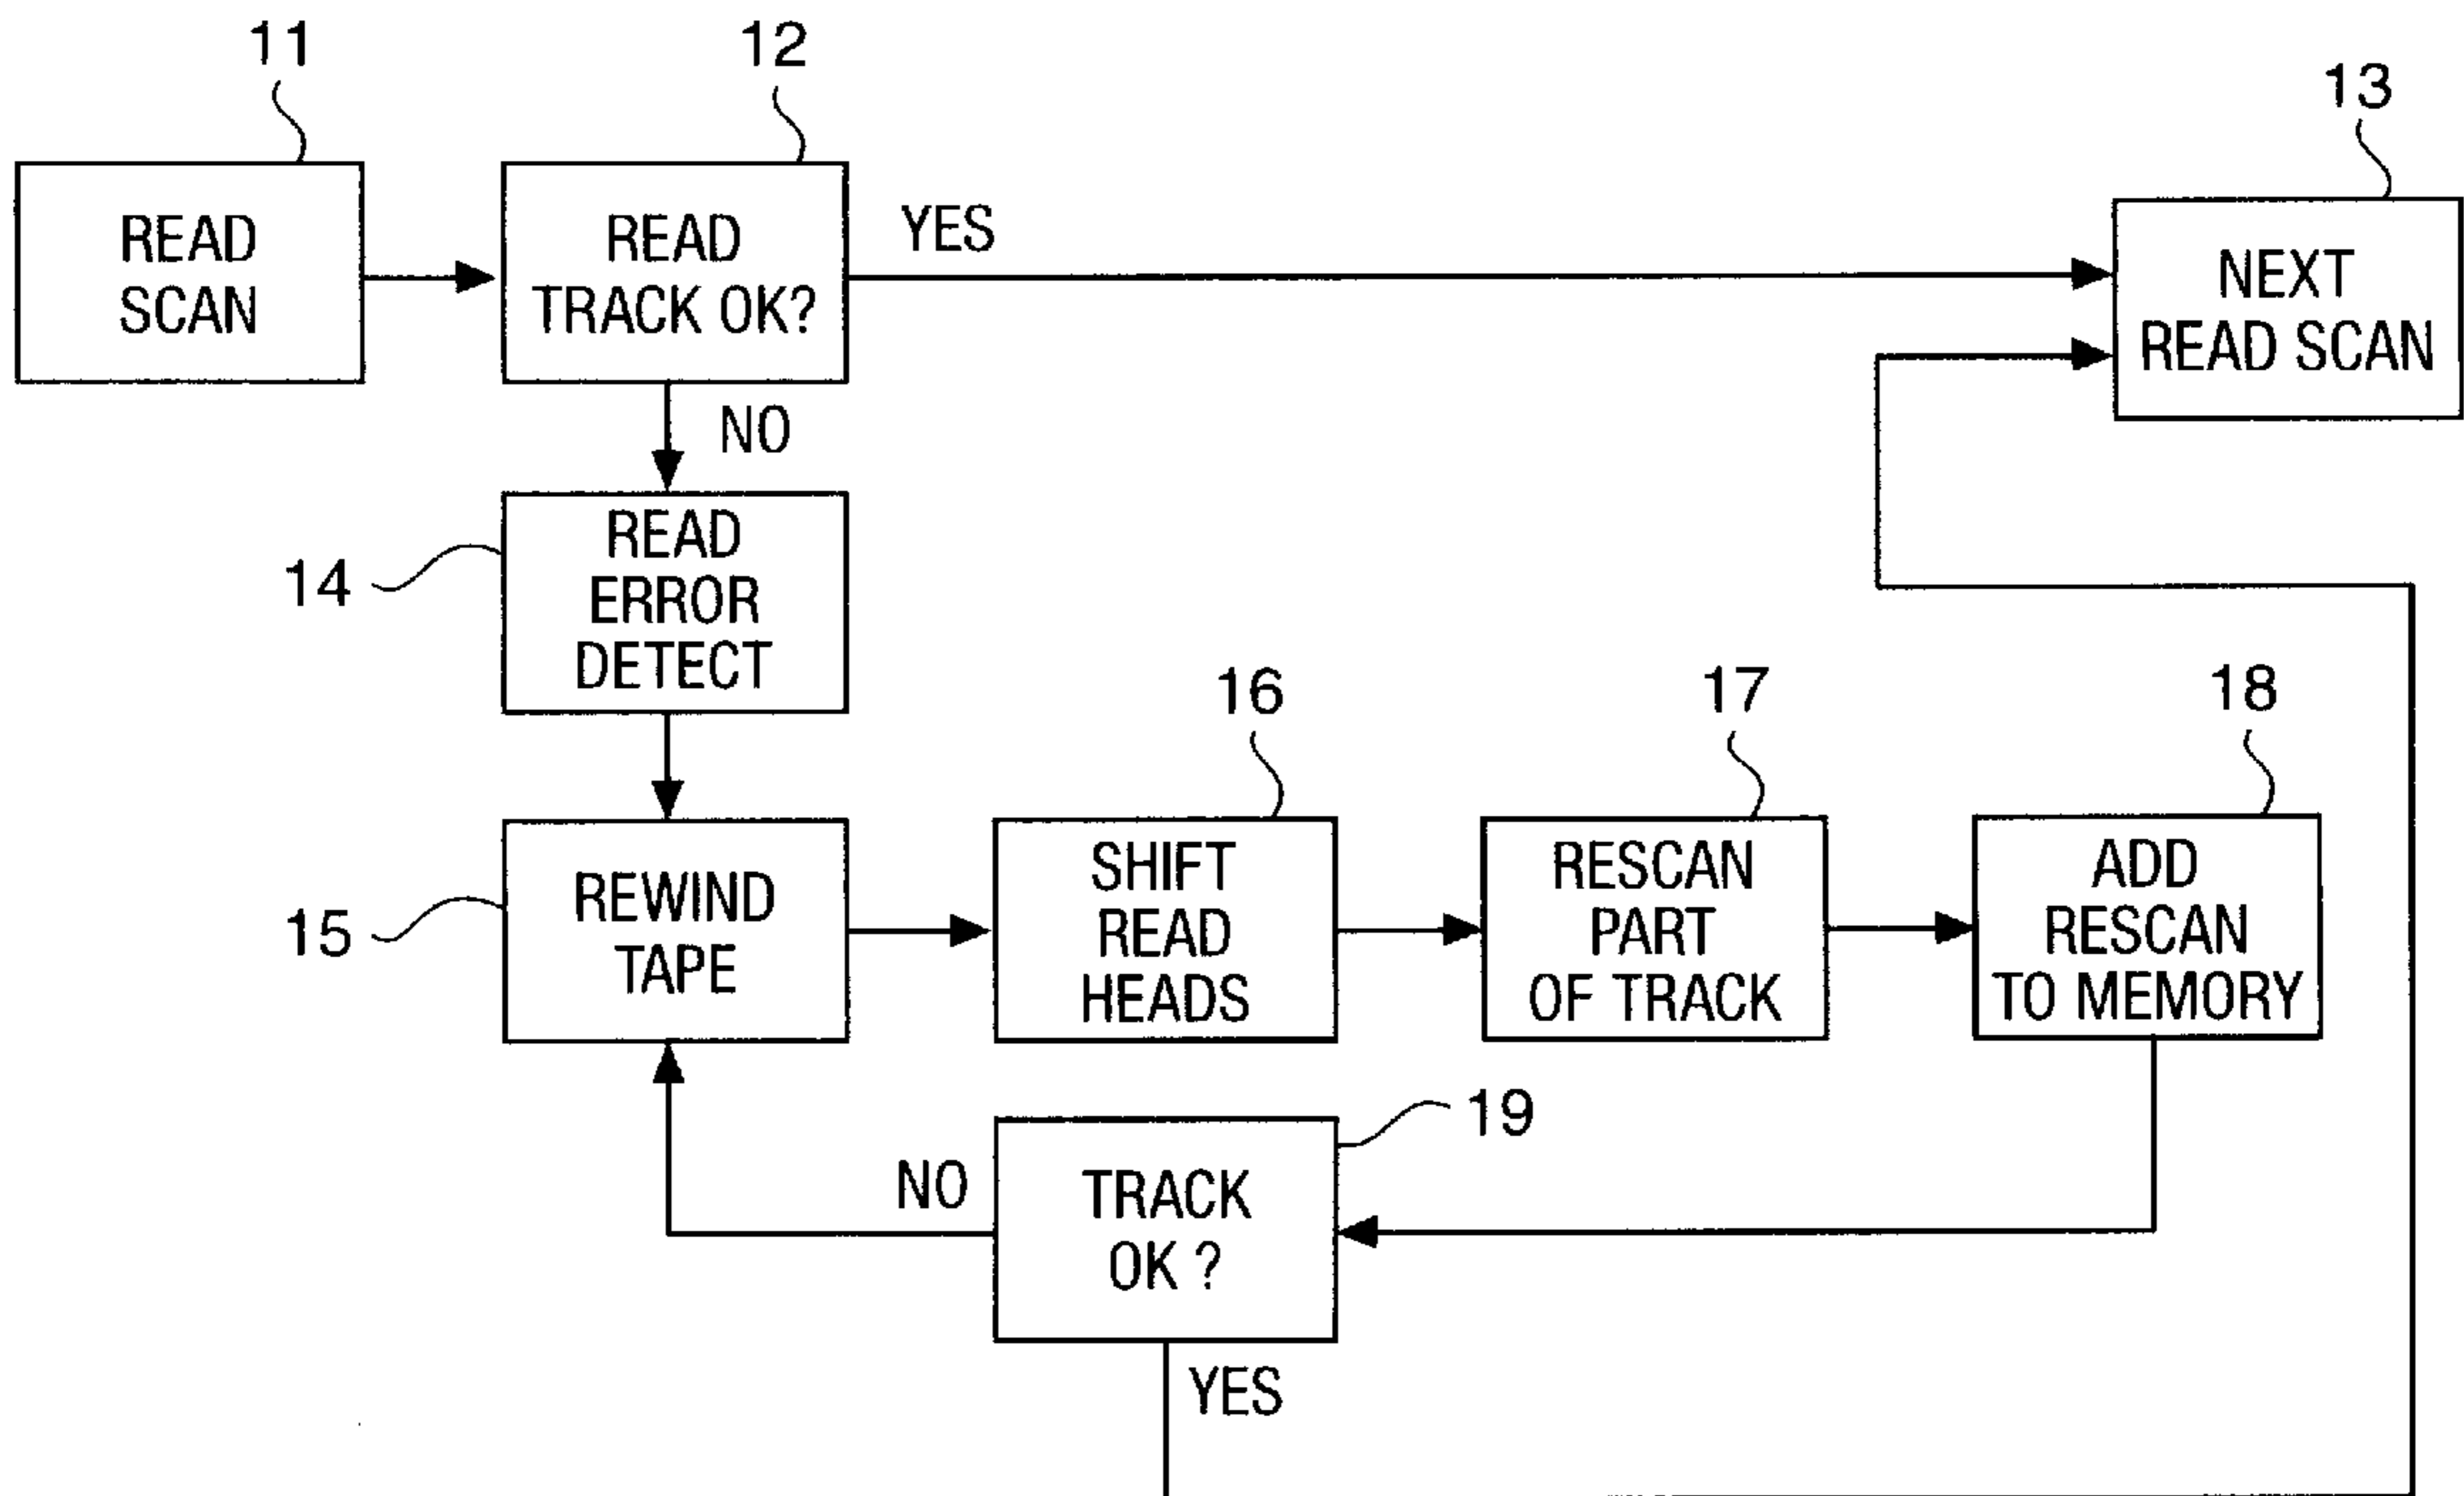 11
12
13
READ
SCAN
READ
TRACK OK?
YES
NEXT
READ SCAN
NO
14
READ
ERROR
DETECT
16
17
18
15
REWIND
TAPE
SHIFT
READ
HEADS
RESCAN
PART
OF TRACK
ADD
RESCAN
TO MEMORY
19
NO
TRACK
OK ?
YES